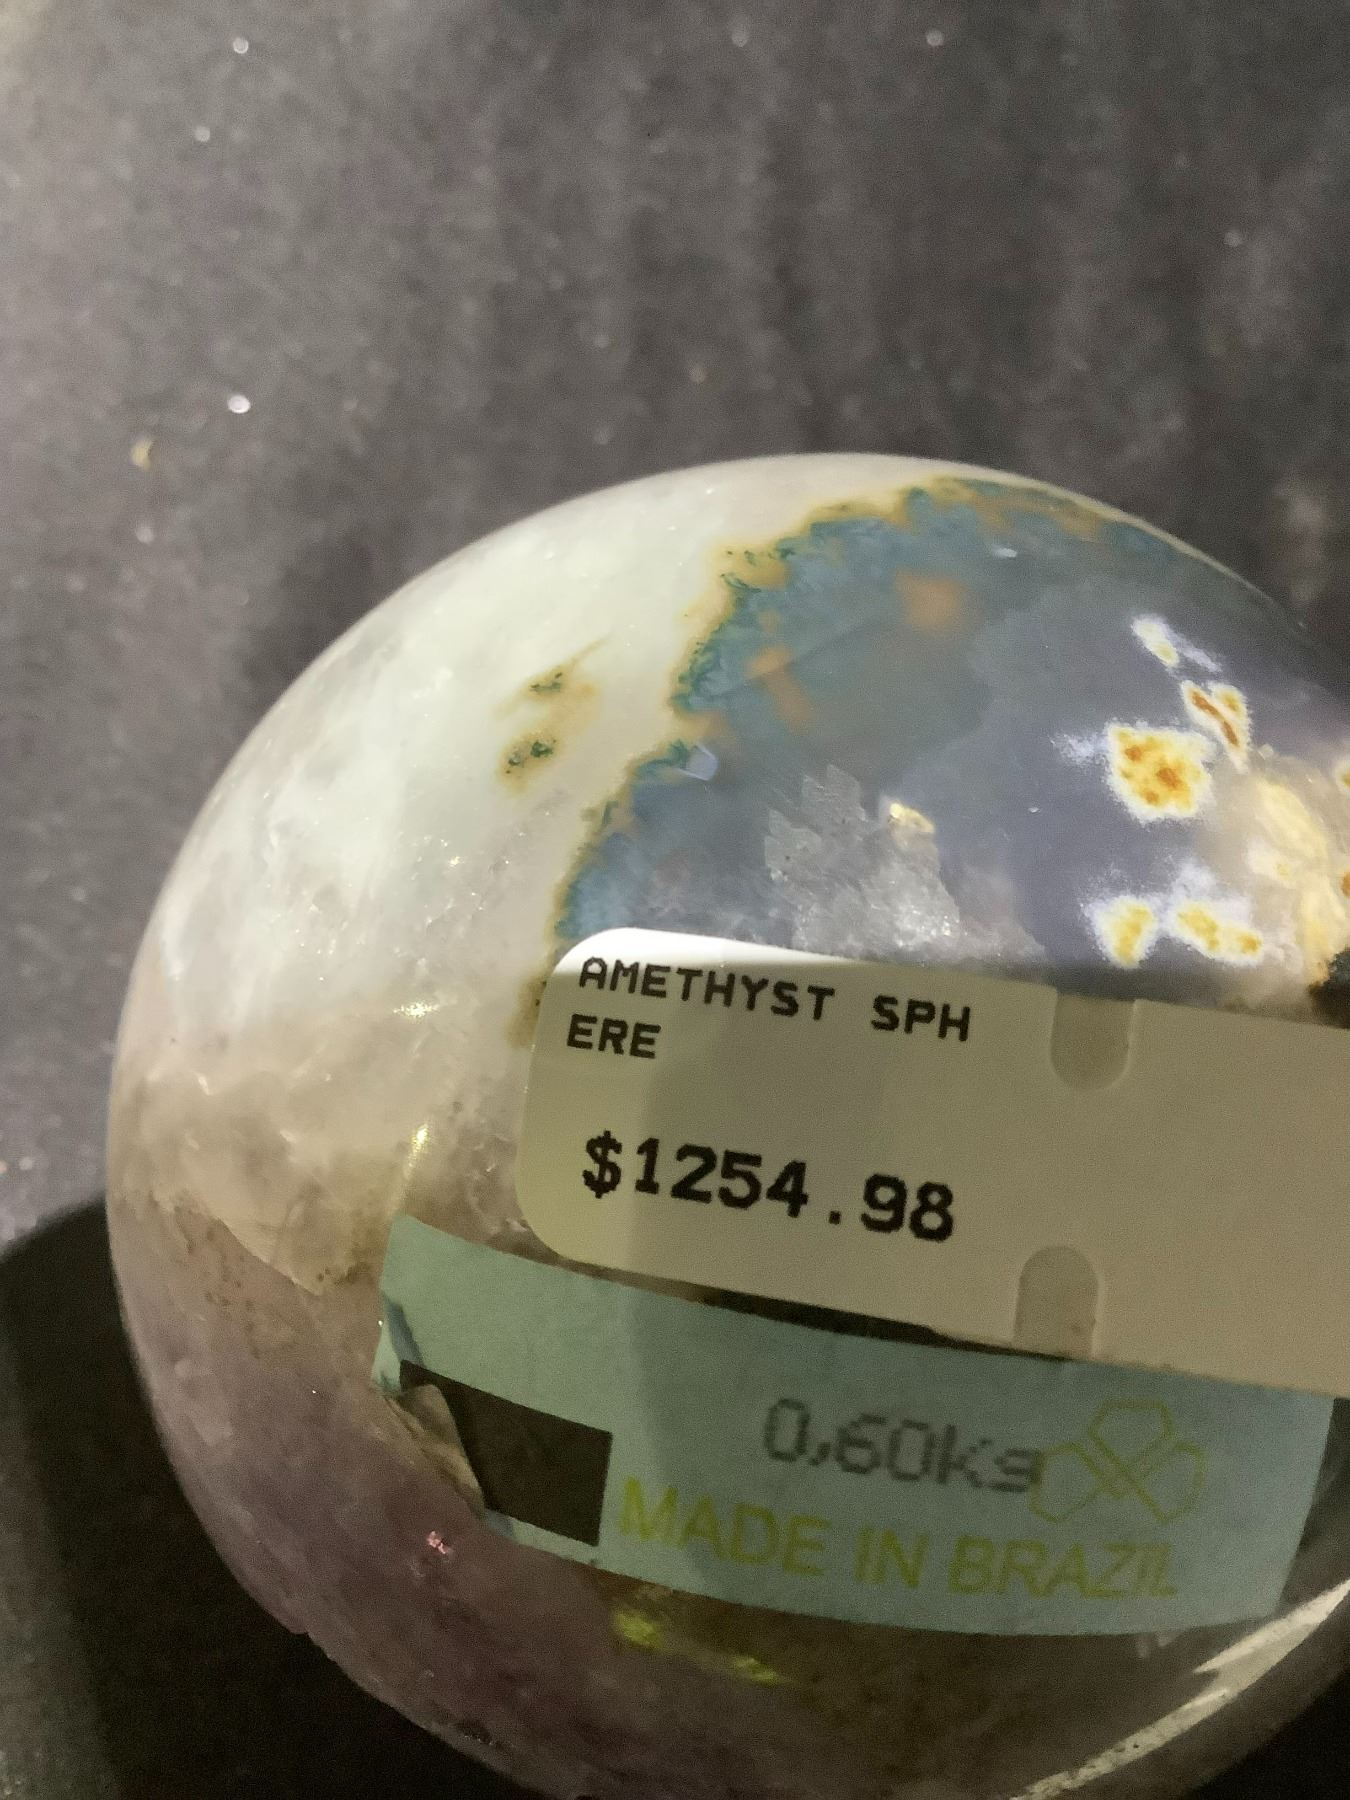 AMETHYST SPH
ERE
$1254.98
0,60kg
MADE IN BRAZIL